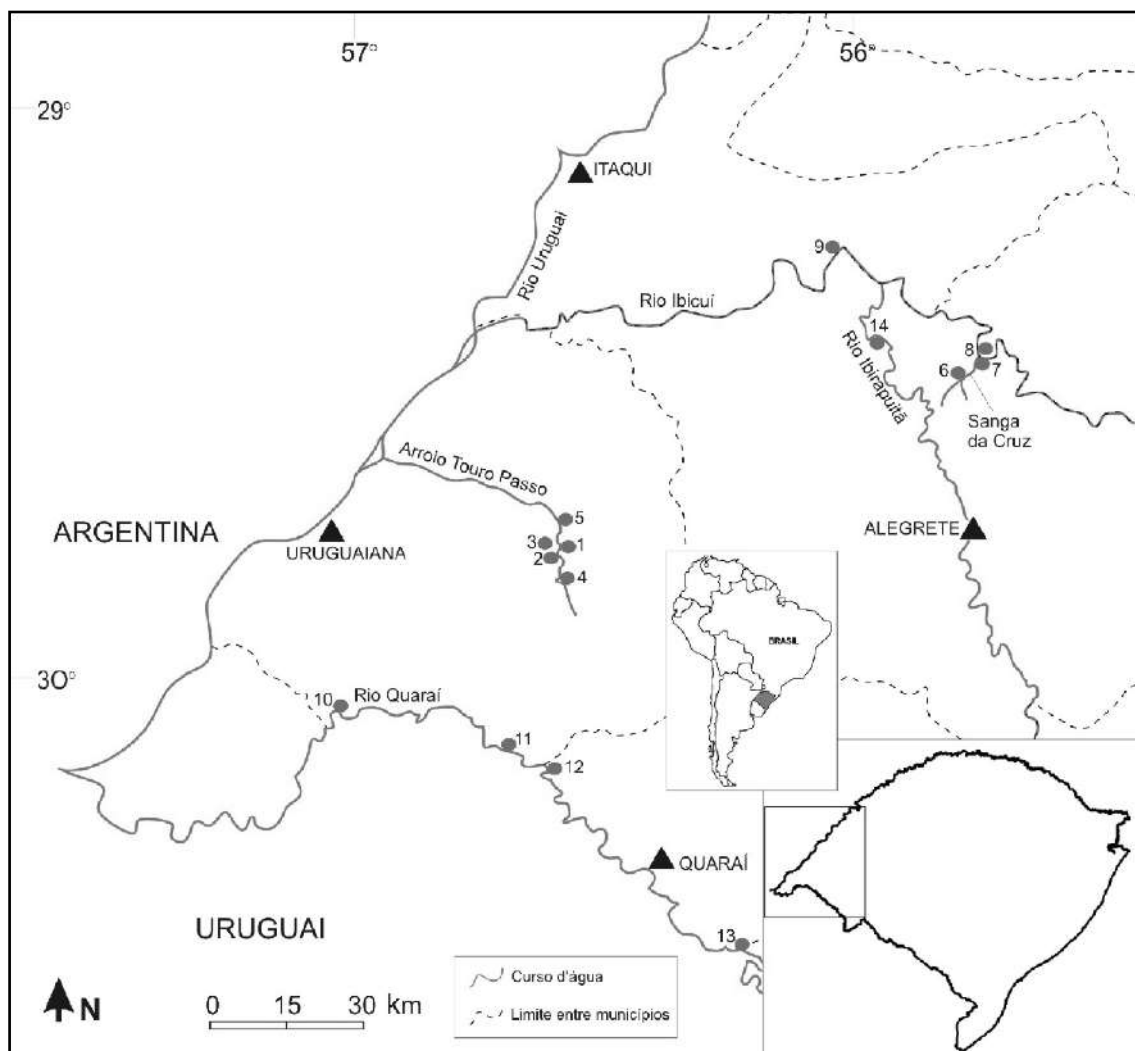 57°
56°
29°
ITAQUI
Rio Uruguai
9
Rio Ibicuí
14
8
7
6
Rio Ibirapuitã
Sanga
da Cruz
Arroio Touro Passo
5
ARGENTINA
URUGUAIANA
3
1
2
4
ALEGRETE
BRASIL
30°
10
Rio Quaraí
11
12
QUARAÍ
URUGUAI
13
Curso d'água
Limite entre municípios
N
0 15 30 km